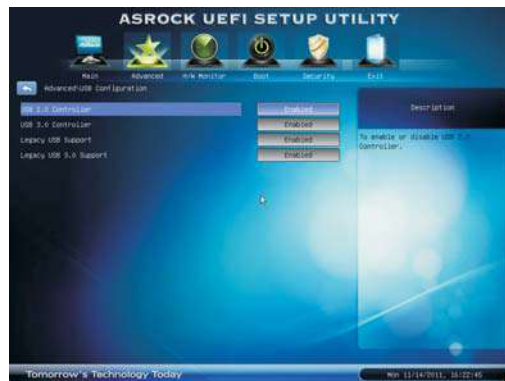 ASROCK UEFI SETUP UTILITY
Main Advanced H/W Monitor Boot Security Exit
Advanced\USB Configuration
USB 2.0 Controller Enabled
USB 3.0 Controller Enabled
Legacy USB Support Enabled
Legacy USB 3.0 Support Enabled
Description
To enable or disable USB 2.0
Controller.
Tomorrow's Technology Today
Mon 11/14/2011, 16:22:45